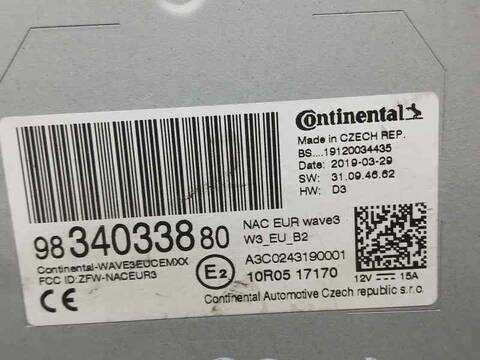 Continental
Made in CZECH REP.
BS....19120034435
Date: 2019-03-29
SW: 31.09.46.62
HW: D3
98 340338 80
NAC EUR wave3
W3_EU_B2
Continental-WAVE3EUCEMXX
FCC ID:ZFW-NACEUR3
CE
E2
A3C0243190001
10R05 17170
12V 15A
Continental Automotive Czech republic s.r.o.